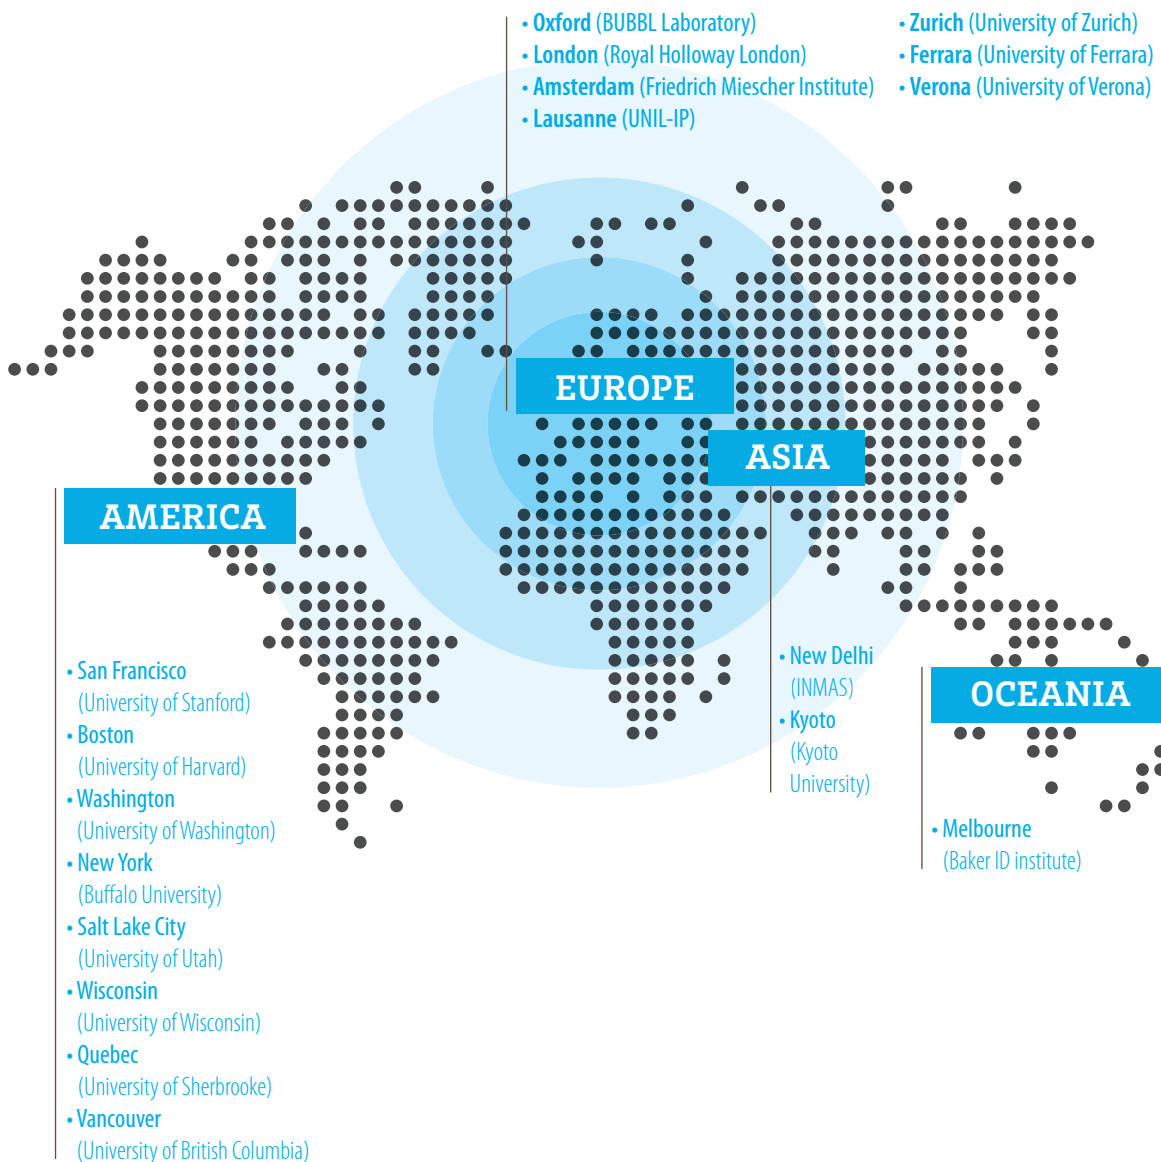 • Oxford (BUBBL Laboratory)
• London (Royal Holloway London)
• Amsterdam (Friedrich Miescher Institute)
• Lausanne (UNIL-IP)
• Zurich (University of Zurich)
• Ferrara (University of Ferrara)
• Verona (University of Verona)
EUROPE
ASIA
AMERICA
• New Delhi
(INMAS)
• Kyoto
(Kyoto
University)
OCEANIA
• Melbourne
(Baker ID institute)
• San Francisco
(University of Stanford)
• Boston
(University of Harvard)
• Washington
(University of Washington)
• New York
(Buffalo University)
• Salt Lake City
(University of Utah)
• Wisconsin
(University of Wisconsin)
• Quebec
(University of Sherbrooke)
• Vancouver
(University of British Columbia)